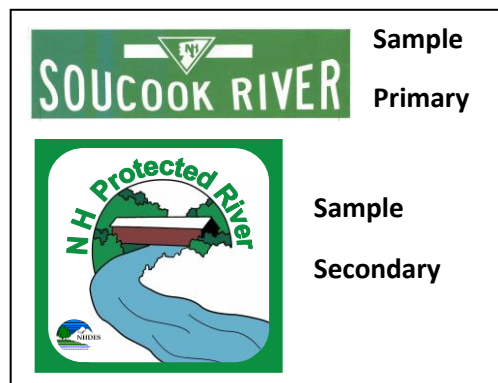 NH
SOUCOOK RIVER
Sample
Primary
NH Protected River
NHDES
Sample
Secondary